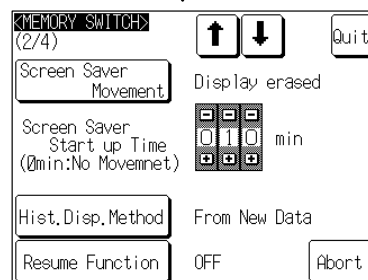 <MEMORY SWITCH>
(2/4)
Quit
Screen Saver
Movement
Display erased
Screen Saver
Start up Time
(0min:No Movemnet)
010 min
Hist.Disp.Method
From New Data
Resume Function
OFF
Abort